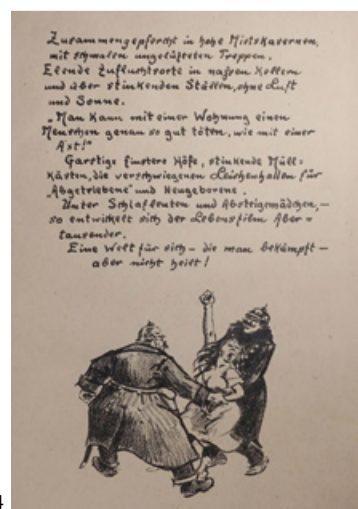 Zusammengepfercht in hohe Mietskasernen,
mit schmalen ungelüfteten Treppen.
Elende Zufluchtsorte in nassen Kellern
und über stinkenden Ställen, ohne Luft
und Sonne.
„Man kann mit einer Wohnung einen
Menschen genau so gut töten, wie mit einer
Axt!"
Garstige finstere Höfe, stinkende Müll=
kästen, die verschwiegenen Leichenhallen für
„Abgetriebene" und Neugeborene.
Unter Schlafleuten und Absteigemädchen, –
so entwickelt sich der Lebensfilm Aber=
tausender.
Eine Welt für sich – die man bekämpft –
aber nicht heilt!
4